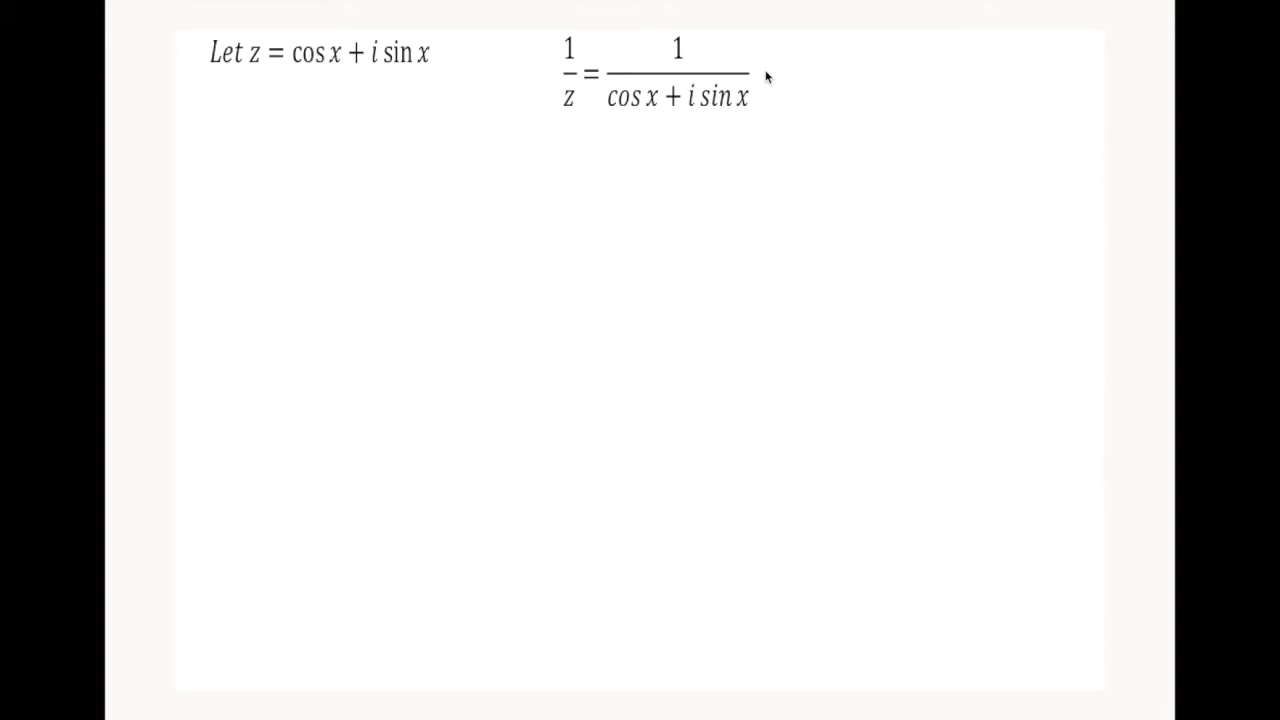 Let z = cos x + i sin x
1/z = 1/(cos x + i sin x)